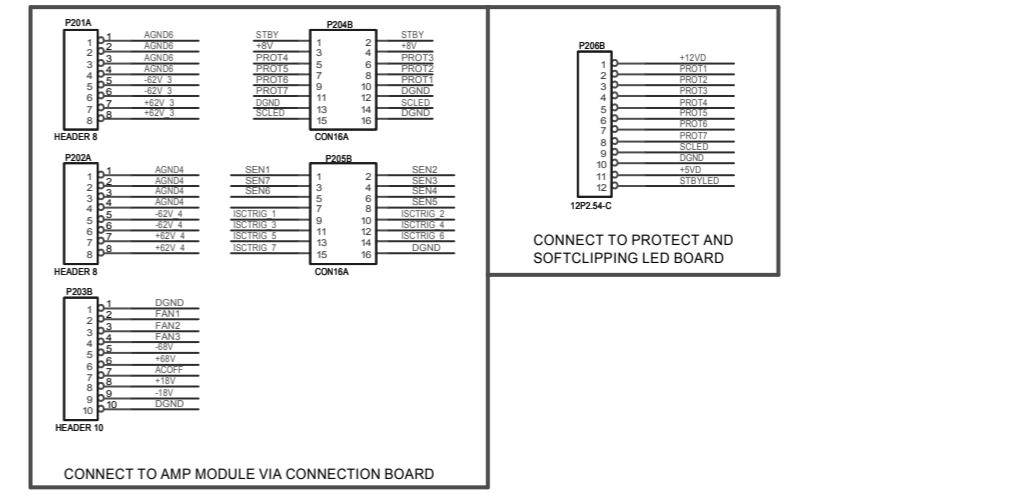 P201A
1 1 AGND6
2 2 AGND6
3 3 AGND6
4 4 AGND6
5 5 -62V_3
6 6 -62V_3
7 7 +62V_3
8 8 +62V_3
HEADER 8
P204B
STBY 1 2 STBY
+8V 3 4 +8V
PROT4 5 6 PROT3
PROT5 7 8 PROT2
PROT6 9 10 PROT1
PROT7 11 12 DGND
DGND 13 14 SCLED
SCLED 15 16 DGND
CON16A
P202A
1 1 AGND4
2 2 AGND4
3 3 AGND4
4 4 AGND4
5 5 -62V_4
6 6 -62V_4
7 7 +62V_4
8 8 +62V_4
HEADER 8
P205B
SEN1 1 2 SEN2
SEN7 3 4 SEN3
SEN6 5 6 SEN4
7 8 SEN5
ISCTRIG_1 9 10 ISCTRIG_2
ISCTRIG_3 11 12 ISCTRIG_4
ISCTRIG_5 13 14 ISCTRIG_6
ISCTRIG_7 15 16 DGND
CON16A
P203B
1 1 DGND
2 2 FAN1
3 3 FAN2
4 4 FAN3
5 5 -68V
6 6 +68V
7 7 ACOFF
8 8 +18V
9 9 -18V
10 10 DGND
HEADER 10
CONNECT TO AMP MODULE VIA CONNECTION BOARD
P206B
1 +12VD
2 PROT1
3 PROT2
4 PROT3
5 PROT4
6 PROT5
7 PROT6
8 PROT7
9 SCLED
10 DGND
11 +5VD
12 STBYLED
12P2.54-C
CONNECT TO PROTECT AND
SOFTCLIPPING LED BOARD